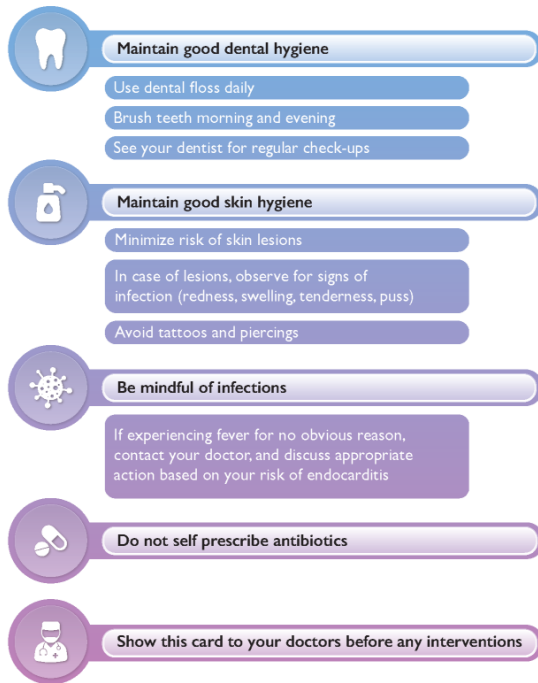 Maintain good dental hygiene
Use dental floss daily
Brush teeth morning and evening
See your dentist for regular check-ups
Maintain good skin hygiene
Minimize risk of skin lesions
In case of lesions, observe for signs of
infection (redness, swelling, tenderness, puss)
Avoid tattoos and piercings
Be mindful of infections
If experiencing fever for no obvious reason,
contact your doctor, and discuss appropriate
action based on your risk of endocarditis
Do not self prescribe antibiotics
Show this card to your doctors before any interventions